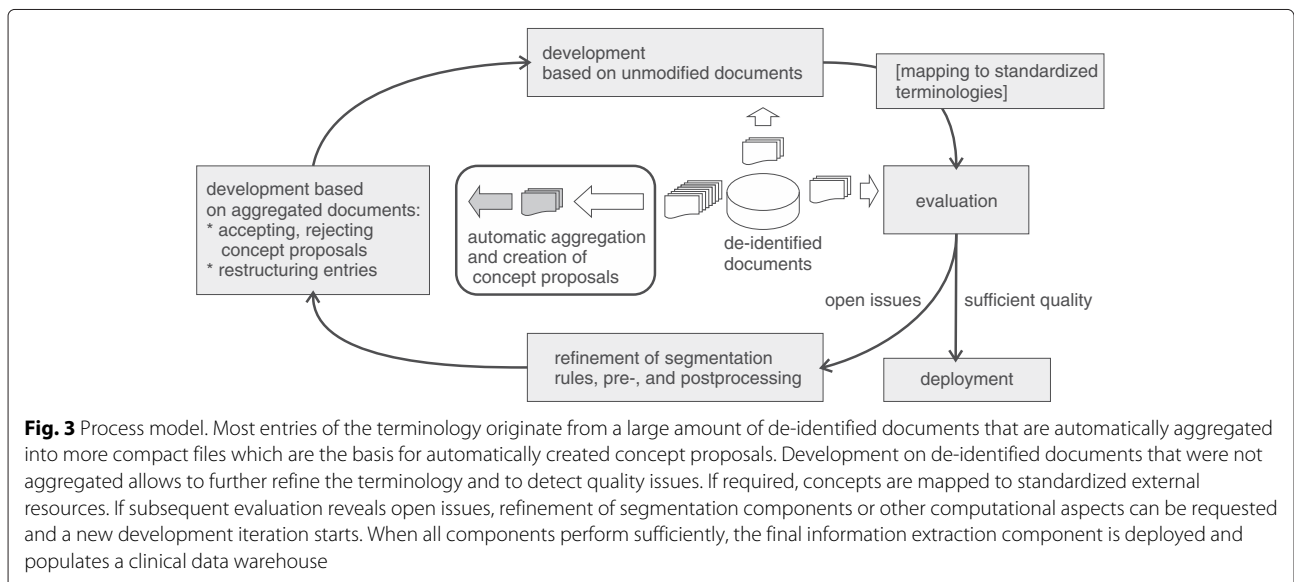 development
based on unmodified documents
[mapping to standardized
terminologies]
development based
on aggregated documents:
* accepting, rejecting
concept proposals
* restructuring entries
automatic aggregation
and creation of
concept proposals
de-identified
documents
evaluation
open issues
sufficient quality
refinement of segmentation
rules, pre-, and postprocessing
deployment
Fig. 3 Process model. Most entries of the terminology originate from a large amount of de-identified documents that are automatically aggregated
into more compact files which are the basis for automatically created concept proposals. Development on de-identified documents that were not
aggregated allows to further refine the terminology and to detect quality issues. If required, concepts are mapped to standardized external
resources. If subsequent evaluation reveals open issues, refinement of segmentation components or other computational aspects can be requested
and a new development iteration starts. When all components perform sufficiently, the final information extraction component is deployed and
populates a clinical data warehouse